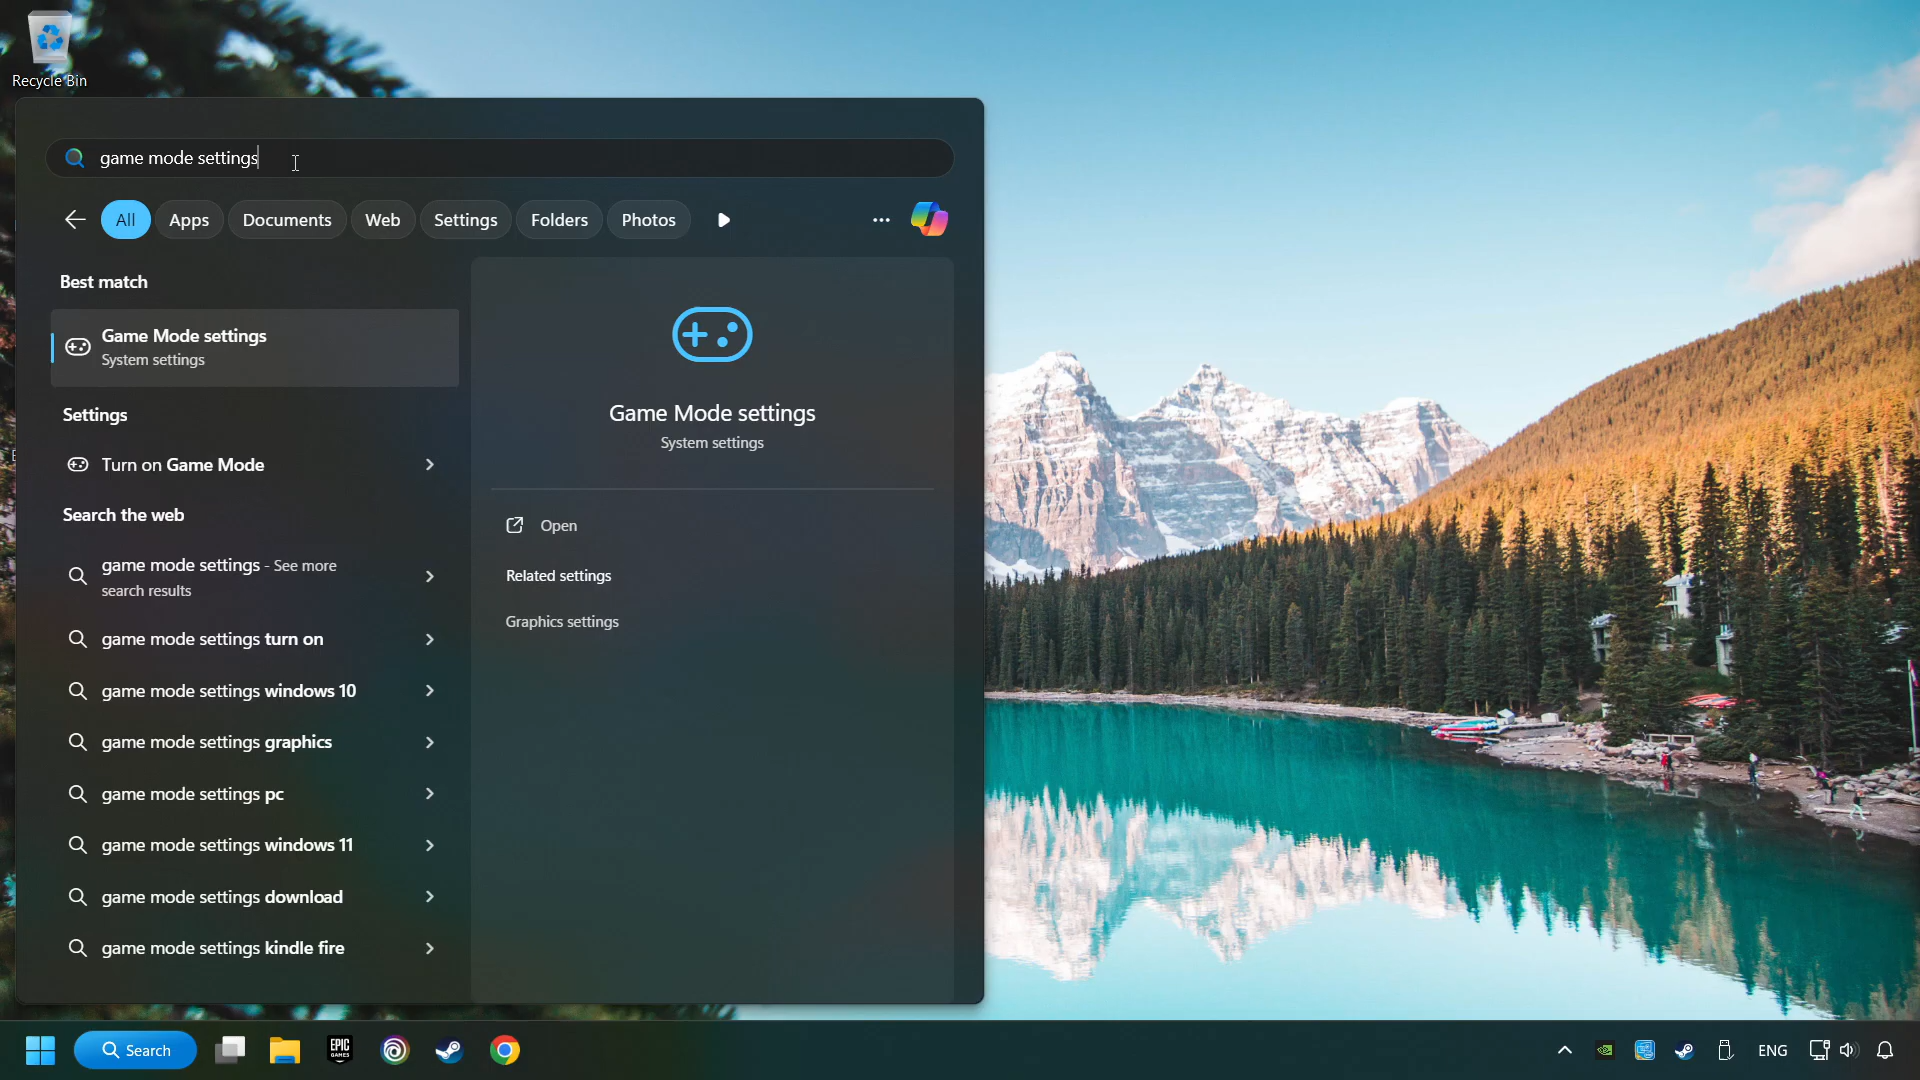 Recycle Bin
game mode settings
All
Apps
Documents
Web
Settings
Folders
Photos
Best match
Game Mode settings
System settings
Settings
Turn on Game Mode
Search the web
game mode settings - See more
search results
game mode settings turn on
game mode settings windows 10
game mode settings graphics
game mode settings pc
game mode settings windows 11
game mode settings download
game mode settings kindle fire
Game Mode settings
System settings
Open
Related settings
Graphics settings
Search
EPIC
GAMES
ENG